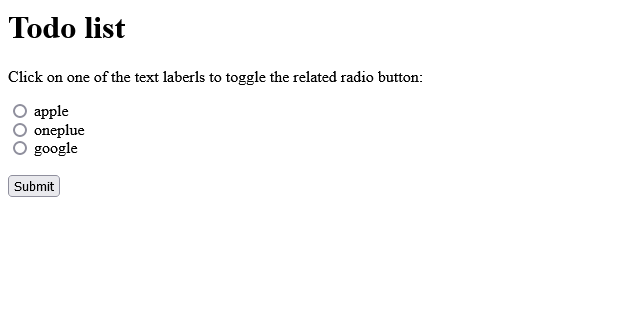 Todo list
Click on one of the text laberls to toggle the related radio button:
apple
oneplue
google
Submit